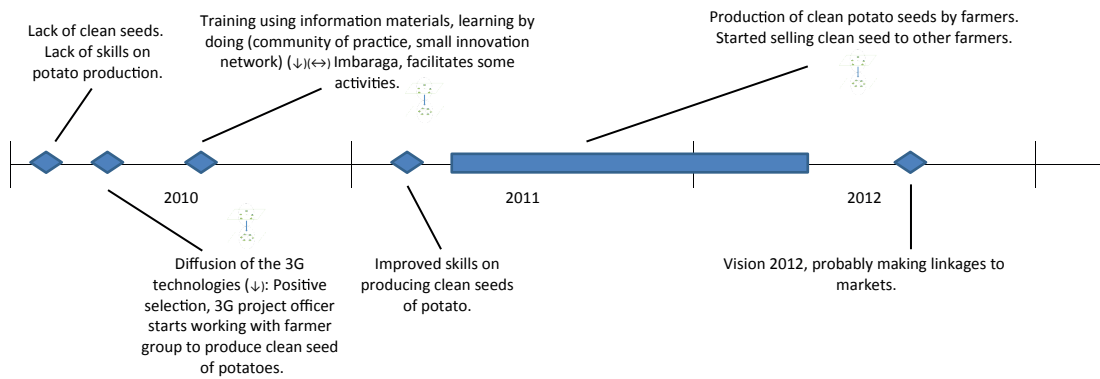 Lack of clean seeds.
Lack of skills on
potato production.
Training using information materials, learning by
doing (community of practice, small innovation
network) (↓)(↔) Imbaraga, facilitates some
activities.
Production of clean potato seeds by farmers.
Started selling clean seed to other farmers.
2010
2011
2012
Diffusion of the 3G
technologies (↓): Positive
selection, 3G project officer
starts working with farmer
group to produce clean seed
of potatoes.
Improved skills on
producing clean seeds
of potato.
Vision 2012, probably making linkages to
markets.